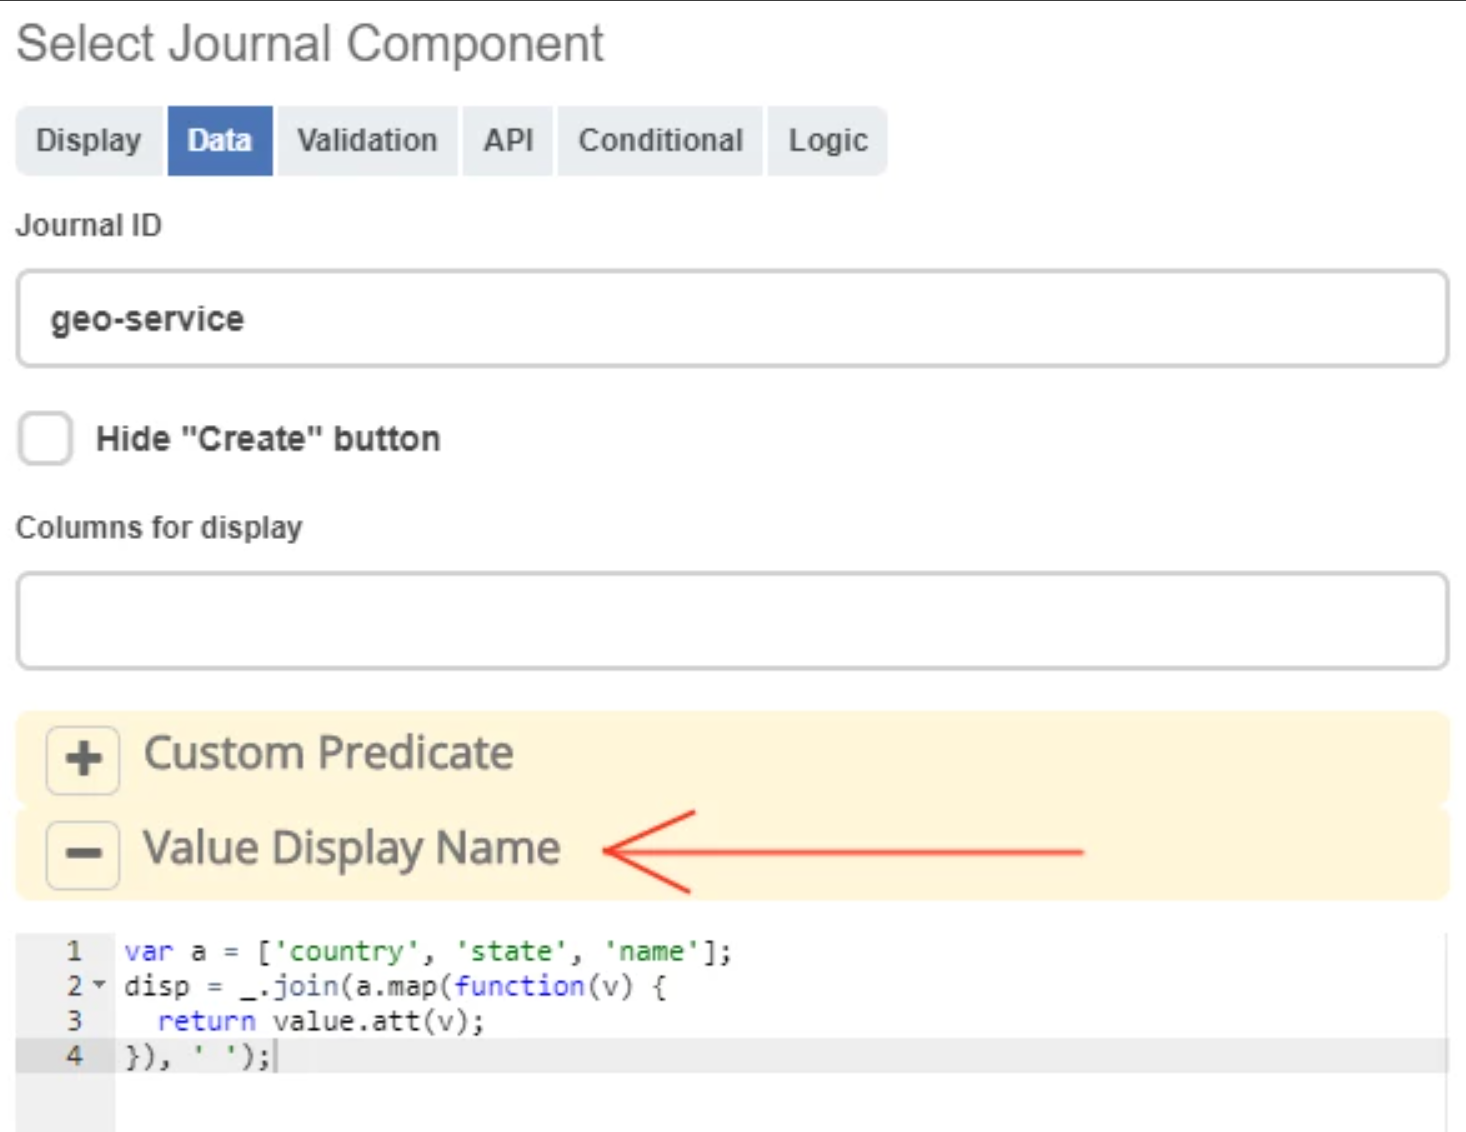 Select Journal Component
Display Data Validation API Conditional Logic
Journal ID
geo-service
Hide "Create" button
Columns for display
Custom Predicate
Value Display Name
1 var a = ['country', 'state', 'name'];
2 disp = _.join(a.map(function(v) {
3   return value.att(v);
4 }), ' ');